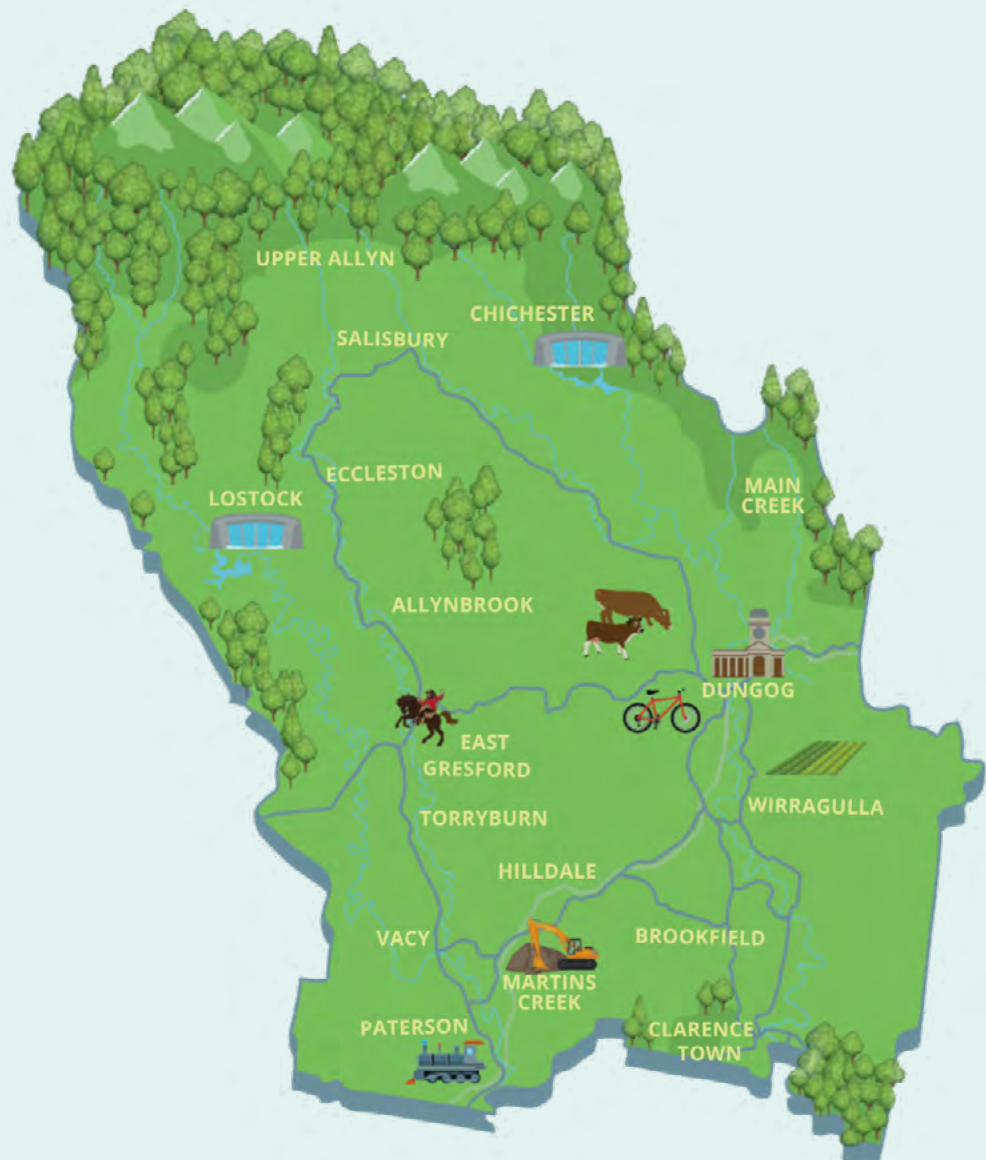 UPPER ALLYN
CHICHESTER
SALISBURY
ECCLESTON
LOSTOCK
MAIN
CREEK
ALLYNBROOK
DUNGOG
EAST
GRESFORD
WIRRAGULLA
TORRYBURN
HILLDALE
VACY
BROOKFIELD
MARTINS
CREEK
PATERSON
CLARENCE
TOWN